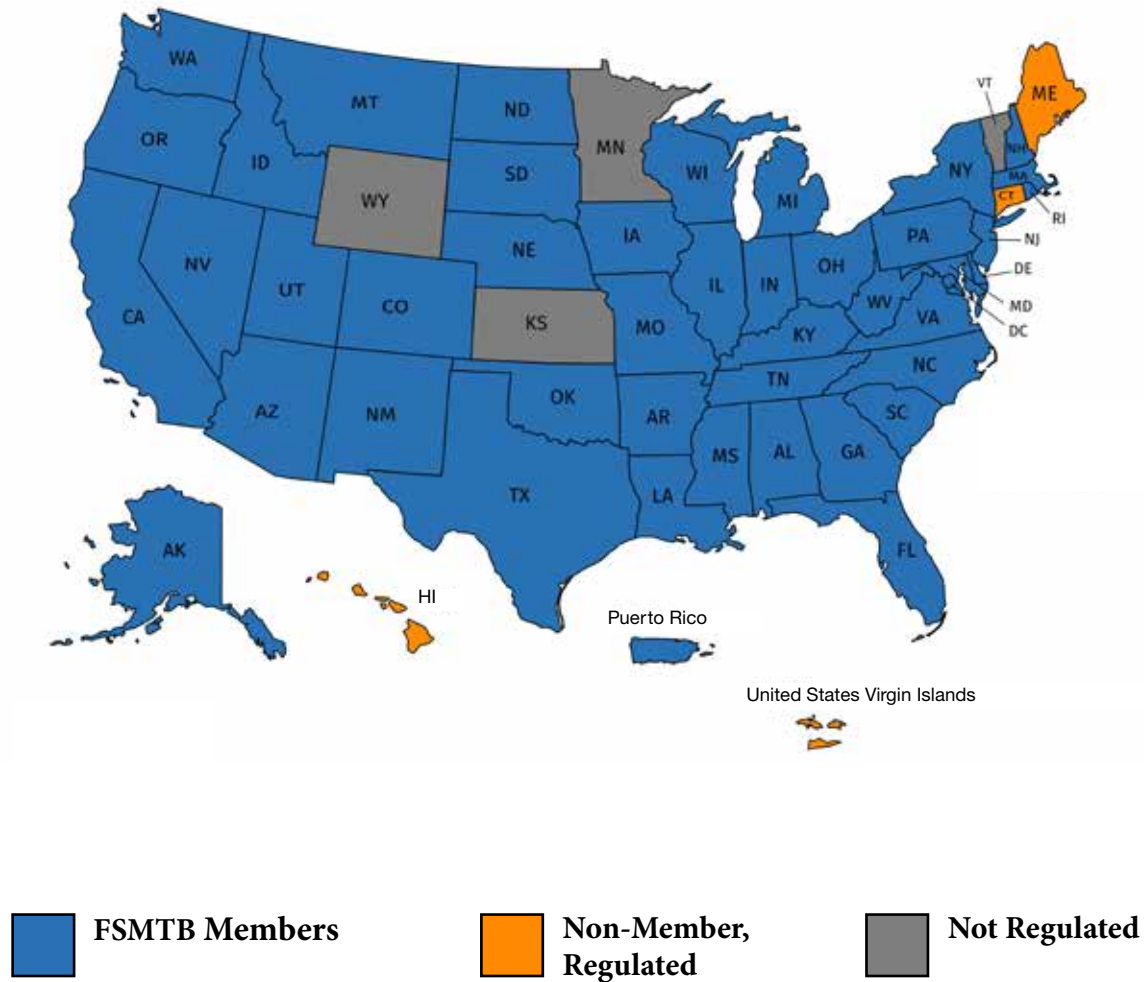 WA
MT
ND
MN
VT
ME
OR
ID
SD
WI
MI
NY
NH
MA
CT
RI
WY
NE
IA
PA
NJ
NV
UT
CO
KS
IL
IN
OH
DE
MD
DC
CA
MO
WV
VA
KY
AZ
NM
OK
AR
TN
NC
SC
TX
LA
MS
AL
GA
FL
AK
HI
Puerto Rico
United States Virgin Islands
FSMTB Members
Non-Member,
Regulated
Not Regulated